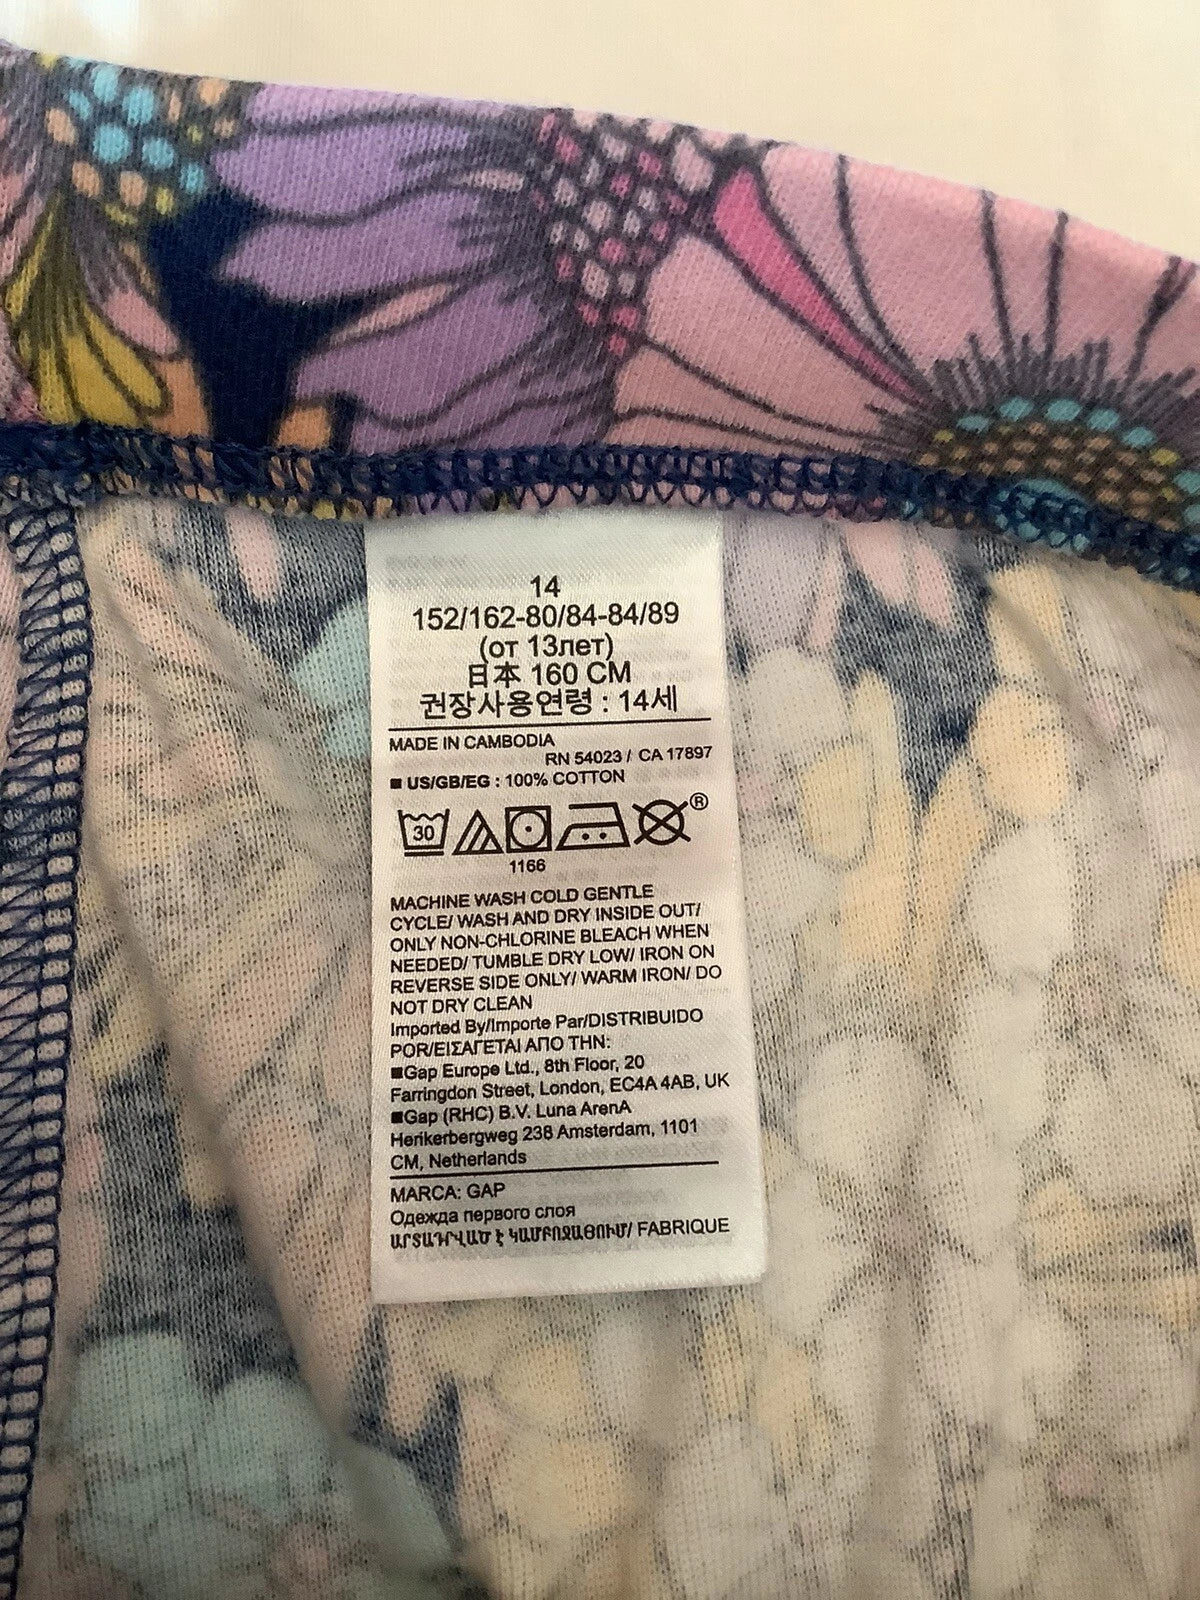 14
152/162-80/84-84/89
(от 13лет)
日本 160 CM
권장사용연령 : 14세
MADE IN CAMBODIA
RN 54023 / CA 17897
■ US/GB/EG : 100% COTTON
30
®
1166
MACHINE WASH COLD GENTLE
CYCLE/ WASH AND DRY INSIDE OUT/
ONLY NON-CHLORINE BLEACH WHEN
NEEDED/ TUMBLE DRY LOW/ IRON ON
REVERSE SIDE ONLY/ WARM IRON/ DO
NOT DRY CLEAN
Imported By/Importe Par/DISTRIBUIDO
POR/ΕΙΣΑΓΕΤΑΙ ΑΠΟ ΤΗΝ:
■Gap Europe Ltd., 8th Floor, 20
Farringdon Street, London, EC4A 4AB, UK
■Gap (RHC) B.V. Luna ArenA
Herikerbergweg 238 Amsterdam, 1101
CM, Netherlands
MARCA: GAP
Одежда первого слоя
ԱՐՏԱԴՐՎԱԾ Է ԿԱՄԲՈՋԱՅՈՒՄ/ FABRIQUE